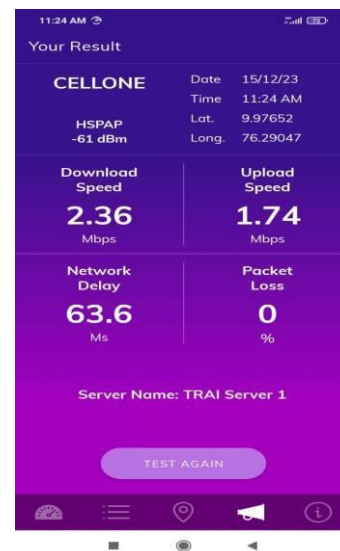 11:24 AM
72
Your Result
CELLONE
HSPAP
-61 dBm
Date 15/12/23
Time 11:24 AM
Lat. 9.97652
Long. 76.29047
Download Speed
2.36
Mbps
Upload Speed
1.74
Mbps
Network Delay
63.6
Ms
Packet Loss
0
%
Server Name: TRAI Server 1
TEST AGAIN